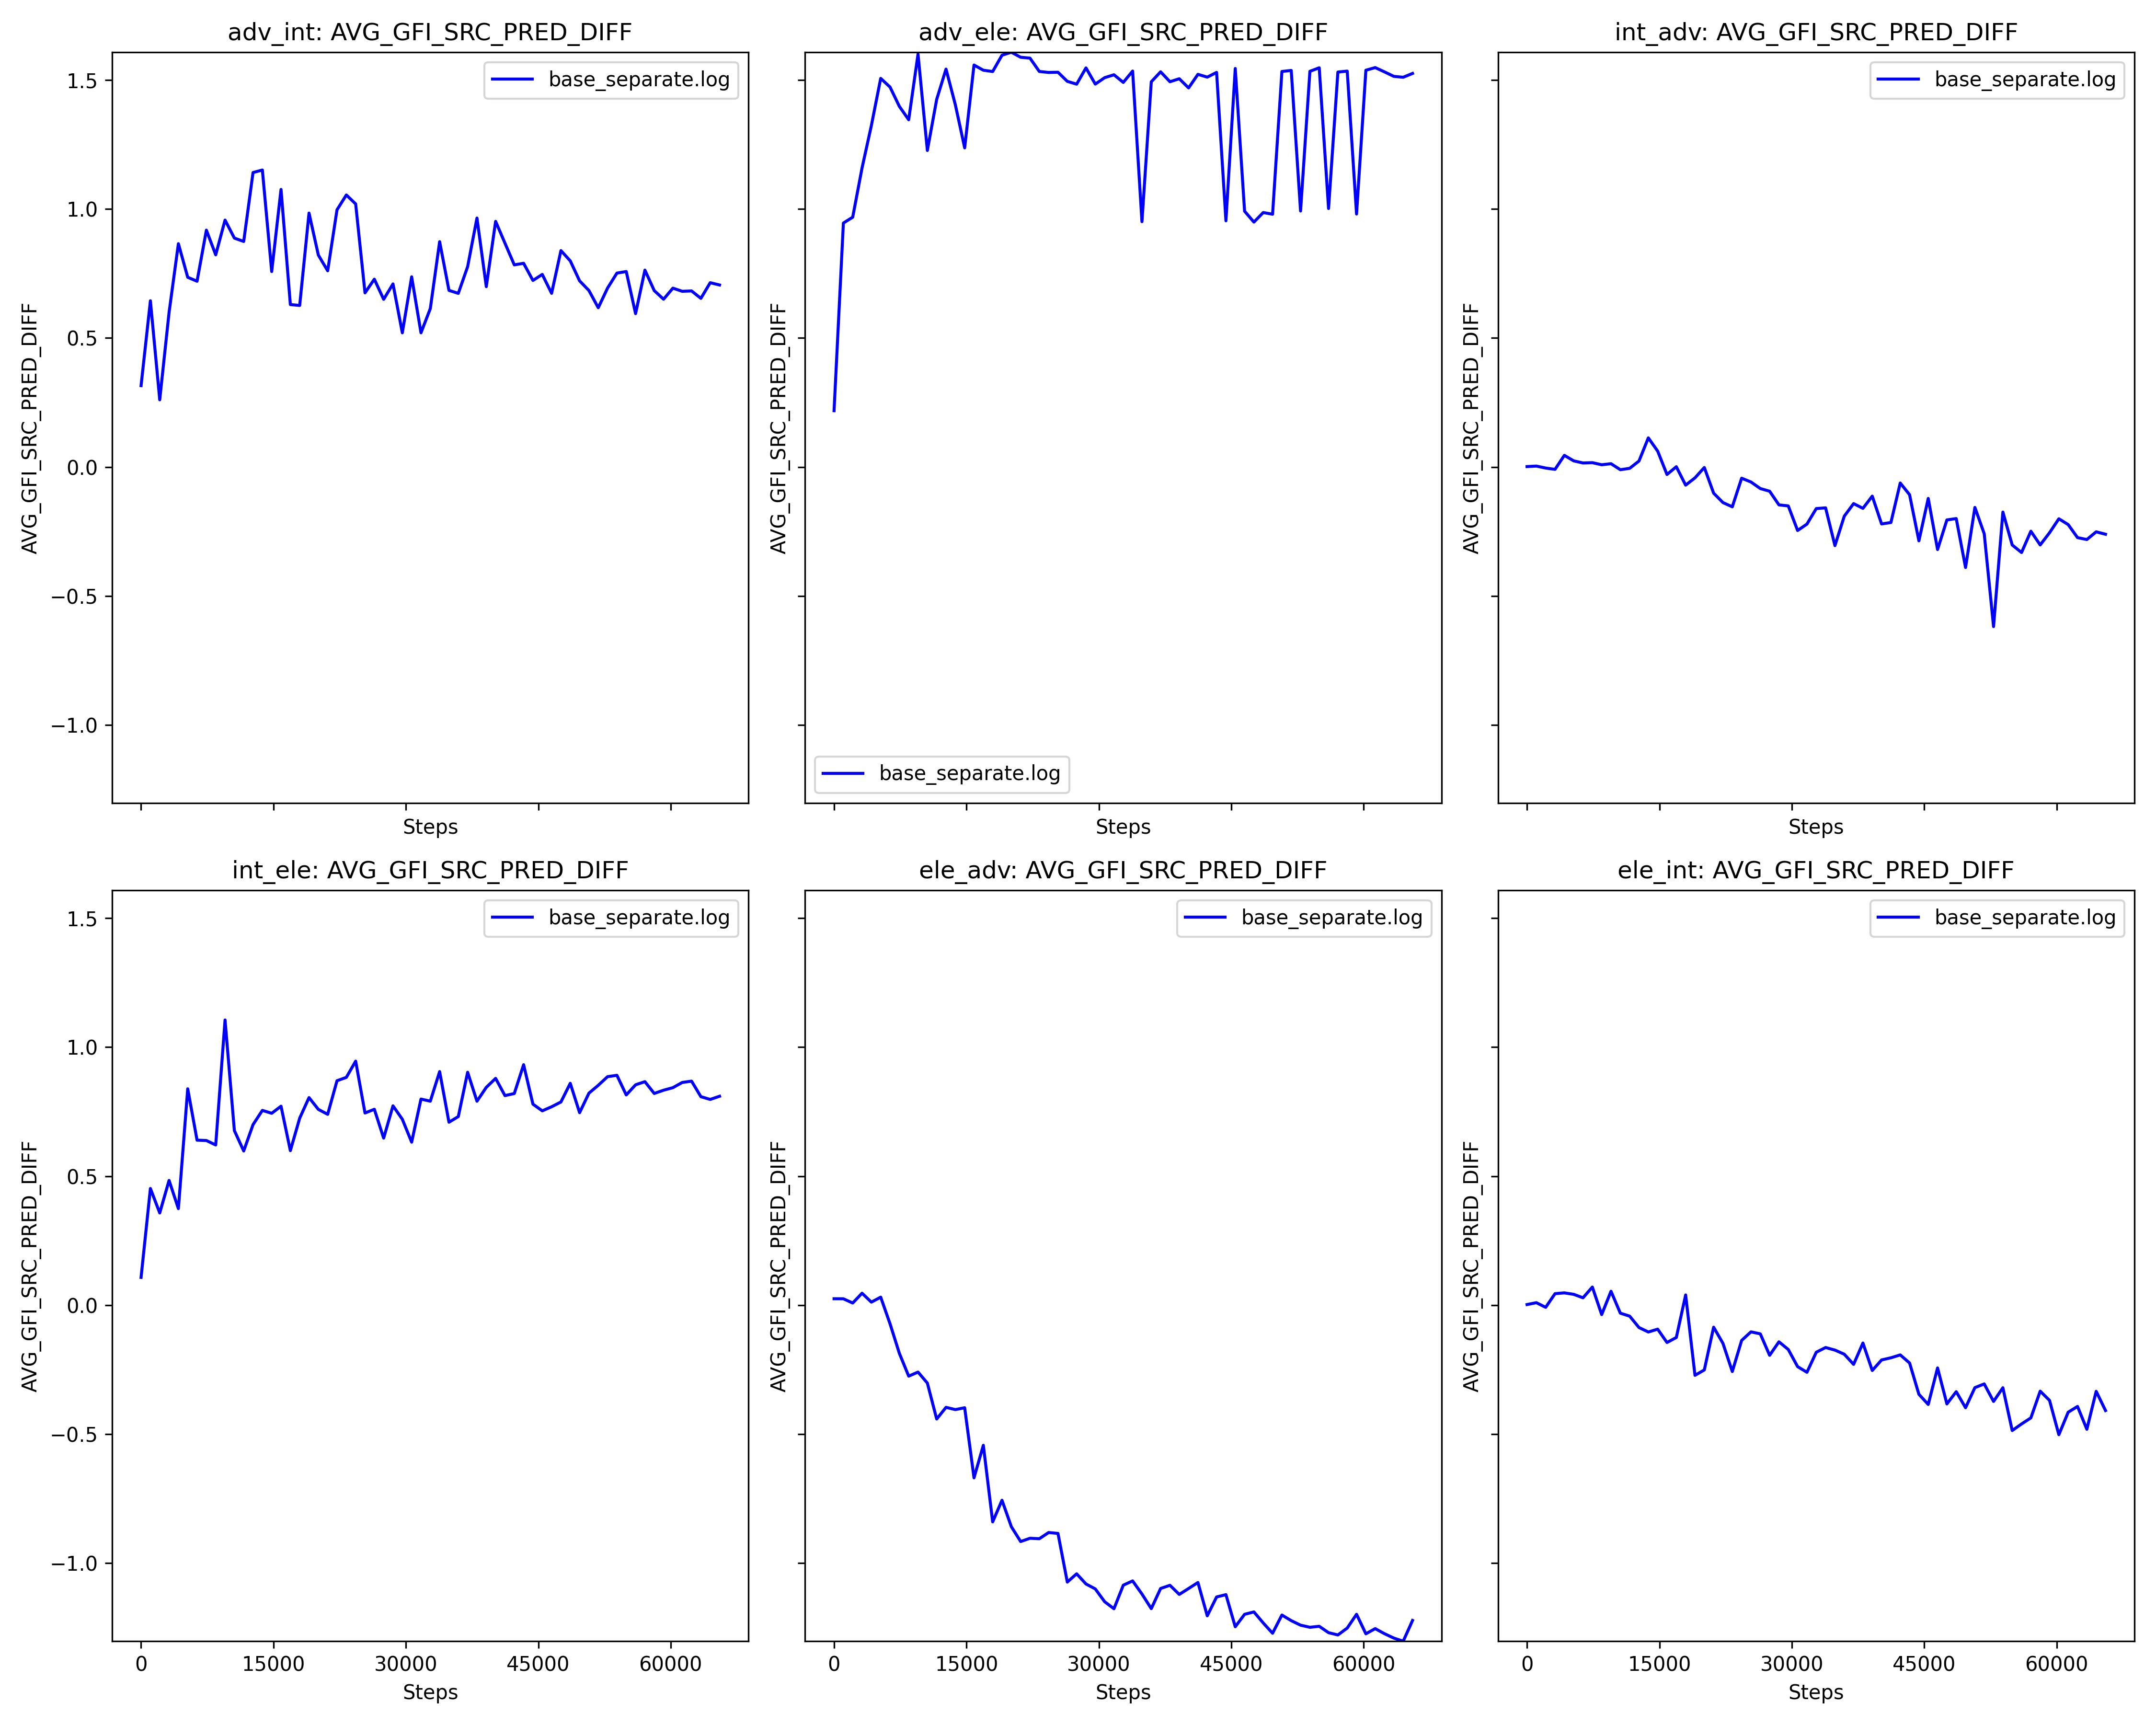 adv_int: AVG_GFI_SRC_PRED_DIFF
adv_ele: AVG_GFI_SRC_PRED_DIFF
int_adv: AVG_GFI_SRC_PRED_DIFF
base_separate.log
base_separate.log
base_separate.log
AVG_GFI_SRC_PRED_DIFF
AVG_GFI_SRC_PRED_DIFF
AVG_GFI_SRC_PRED_DIFF
1.5
1.0
0.5
0.0
−0.5
−1.0
Steps
Steps
Steps
int_ele: AVG_GFI_SRC_PRED_DIFF
ele_adv: AVG_GFI_SRC_PRED_DIFF
ele_int: AVG_GFI_SRC_PRED_DIFF
base_separate.log
base_separate.log
base_separate.log
AVG_GFI_SRC_PRED_DIFF
AVG_GFI_SRC_PRED_DIFF
AVG_GFI_SRC_PRED_DIFF
1.5
1.0
0.5
0.0
−0.5
−1.0
0 15000 30000 45000 60000
0 15000 30000 45000 60000
0 15000 30000 45000 60000
Steps
Steps
Steps